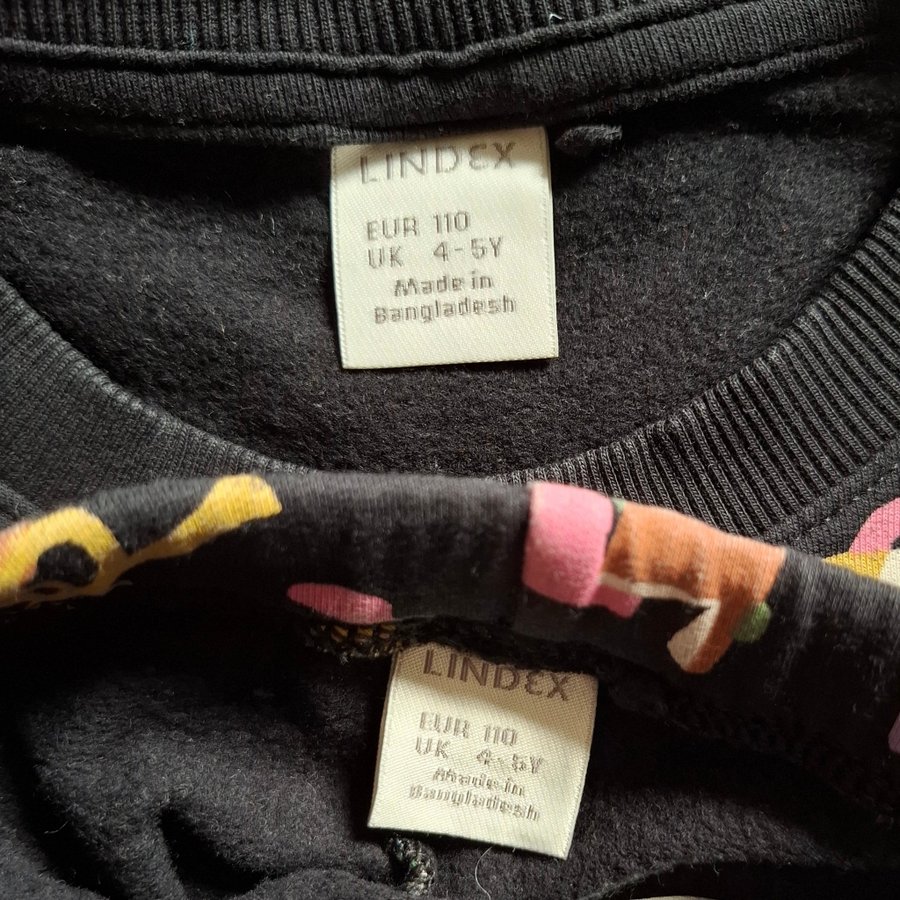 LINDEX
EUR 110
UK 4-5Y
Made in
Bangladesh
LINDEX
EUR 110
UK 4-5Y
Made in
Bangladesh